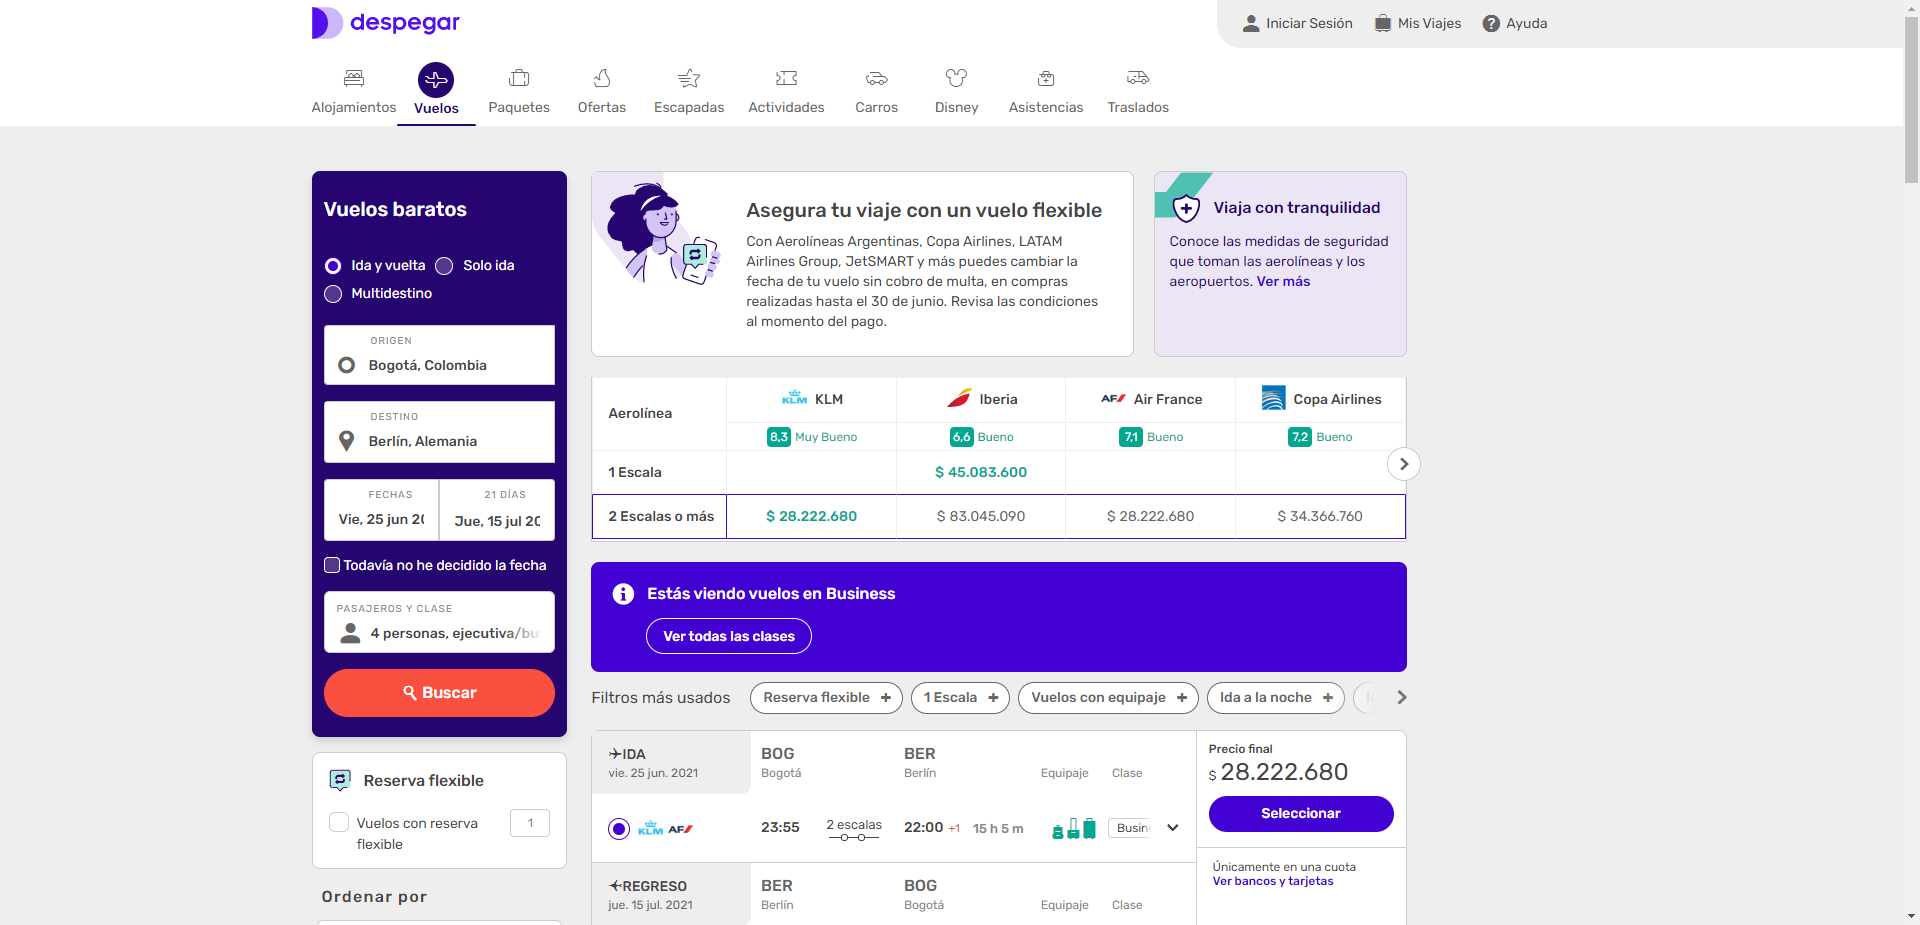 despegar
Iniciar Sesión
Mis Viajes
Ayuda
Alojamientos
Vuelos
Paquetes
Ofertas
Escapadas
Actividades
Carros
Disney
Asistencias
Traslados
Vuelos baratos
Ida y vuelta
Solo ida
Multidestino
ORIGEN
Bogotá, Colombia
DESTINO
Berlín, Alemania
FECHAS
21 DÍAS
Vie, 25 jun
Jue, 15 jul
Todavía no he decidido la fecha
PASAJEROS Y CLASE
4 personas, ejecutiva/bu
Buscar
Reserva flexible
Vuelos con reserva
flexible
1
Ordenar por
Asegura tu viaje con un vuelo flexible
Con Aerolíneas Argentinas, Copa Airlines, LATAM
Airlines Group, JetSMART y más puedes cambiar la
fecha de tu vuelo sin cobro de multa, en compras
realizadas hasta el 30 de junio. Revisa las condiciones
al momento del pago.
Viaja con tranquilidad
Conoce las medidas de seguridad
que toman las aerolíneas y los
aeropuertos. Ver más
Aerolínea
KLM KLM
Iberia
AF Air France
Copa Airlines
8,3 Muy Bueno
6,6 Bueno
7,1 Bueno
7,2 Bueno
1 Escala
$ 45.083.600
2 Escalas o más
$ 28.222.680
$ 83.045.090
$ 28.222.680
$ 34.366.760
Estás viendo vuelos en Business
Ver todas las clases
Filtros más usados
Reserva flexible +
1 Escala +
Vuelos con equipaje +
Ida a la noche +
IDA
vie. 25 jun. 2021
BOG
Bogotá
BER
Berlín
Equipaje
Clase
KLM AF
23:55
2 escalas
22:00 +1
15 h 5 m
Busin
REGRESO
jue. 15 jul. 2021
BER
Berlín
BOG
Bogotá
Equipaje
Clase
Precio final
$ 28.222.680
Seleccionar
Únicamente en una cuota
Ver bancos y tarjetas